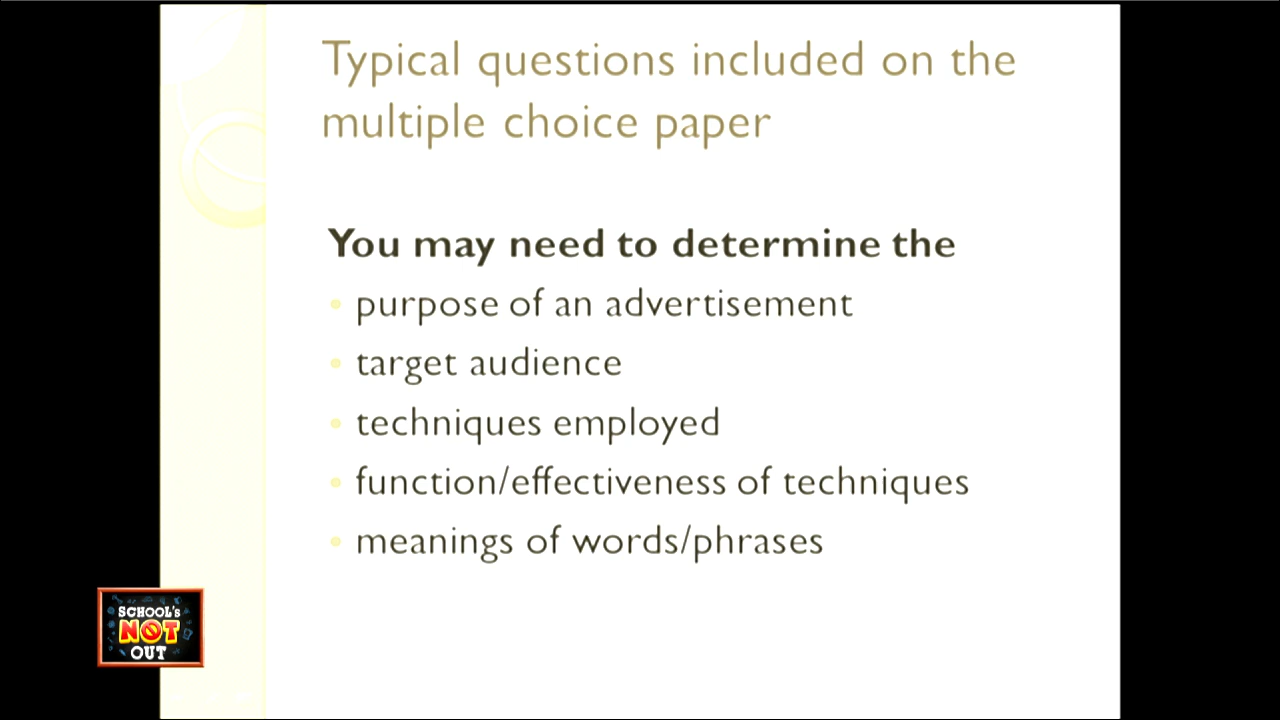 Typical questions included on the
multiple choice paper
You may need to determine the
purpose of an advertisement
target audience
techniques employed
function/effectiveness of techniques
meanings of words/phrases
SCHOOL'S
NOT
OUT